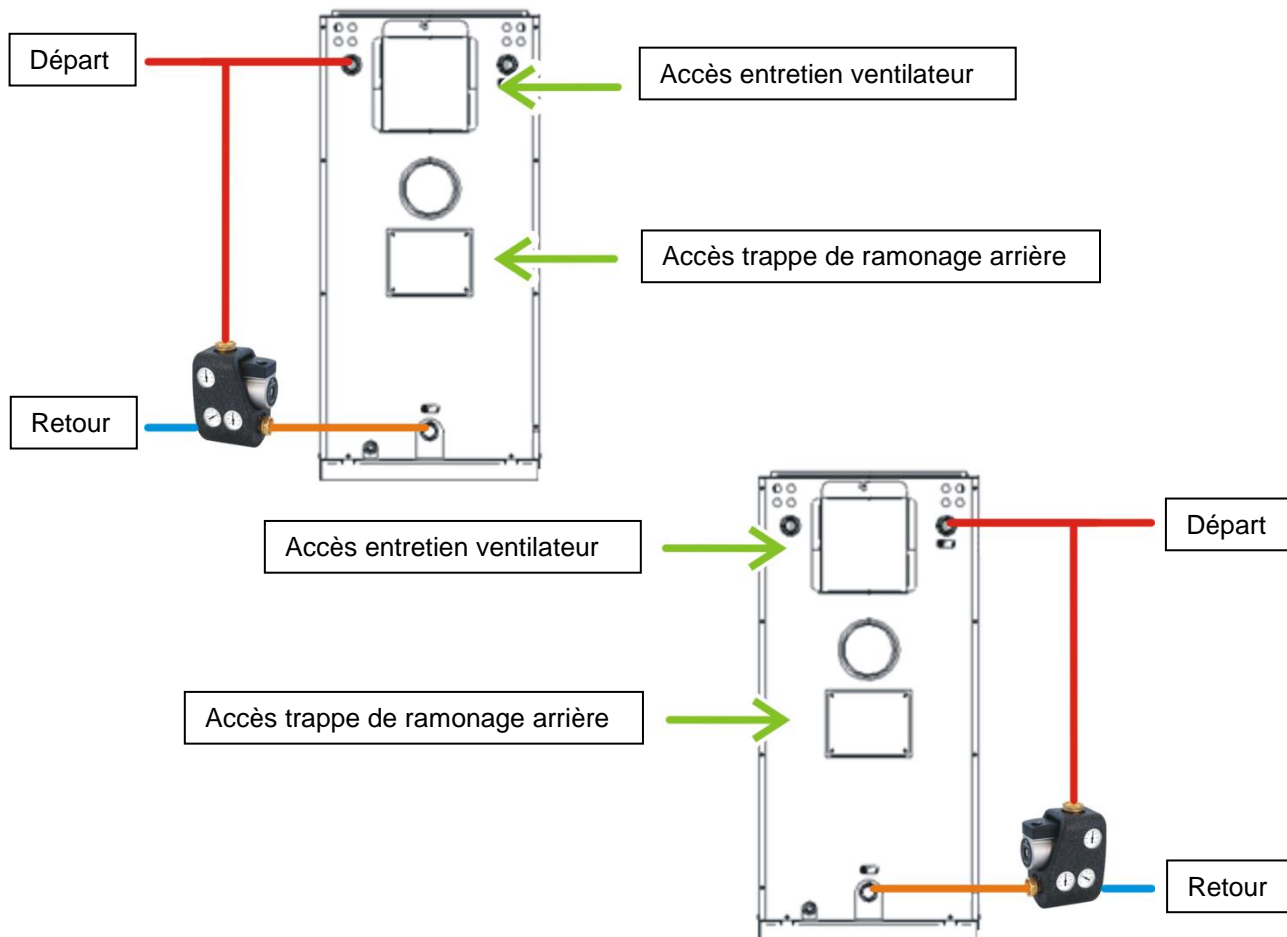 Départ
Accès entretien ventilateur
Accès trappe de ramonage arrière
Retour
Accès entretien ventilateur
Départ
Accès trappe de ramonage arrière
Retour